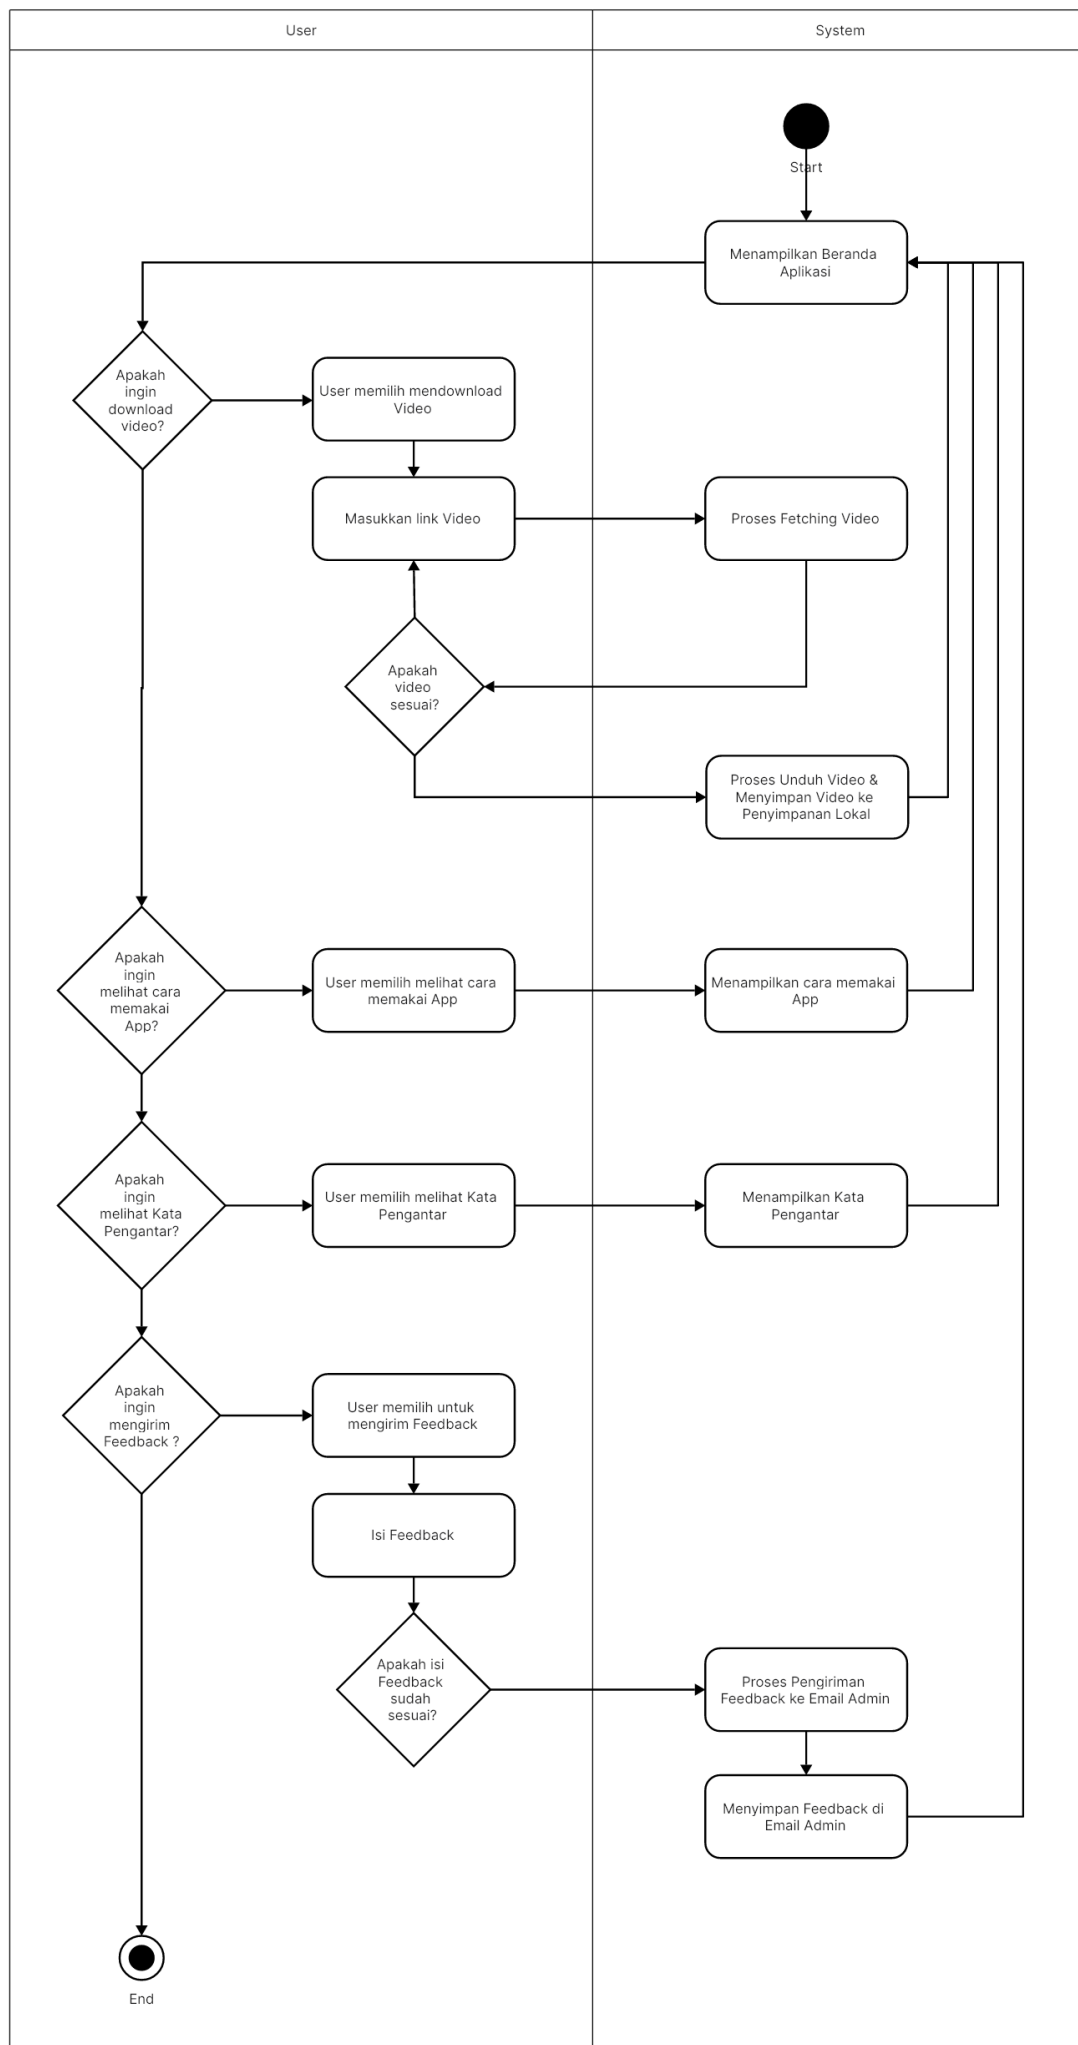 User
System
Start
Menampilkan Beranda
Aplikasi
Apakah
ingin
download
video?
User memilih mendownload
Video
Masukkan link Video
Proses Fetching Video
Apakah
video
sesuai?
Proses Unduh Video &
Menyimpan Video ke
Penyimpanan Lokal
Apakah
ingin
melihat cara
memakai
App?
User memilih melihat cara
memakai App
Menampilkan cara memakai
App
Apakah
ingin
melihat Kata
Pengantar?
User memilih melihat Kata
Pengantar
Menampilkan Kata
Pengantar
Apakah
ingin
mengirim
Feedback ?
User memilih untuk
mengirim Feedback
Isi Feedback
Apakah isi
Feedback
sudah
sesuai?
Proses Pengiriman
Feedback ke Email Admin
Menyimpan Feedback di
Email Admin
End